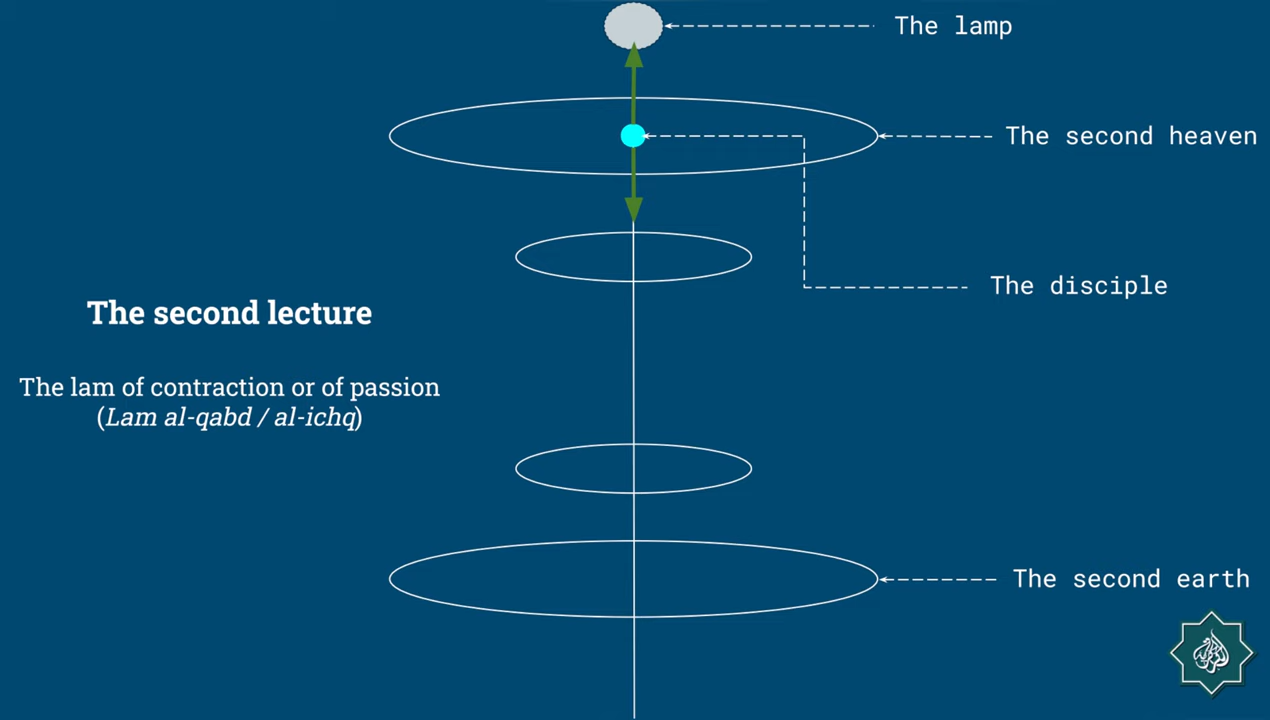 The lamp
The second heaven
The disciple
The second lecture
The lam of contraction or of passion
(Lam al-qabd / al-ichq)
The second earth